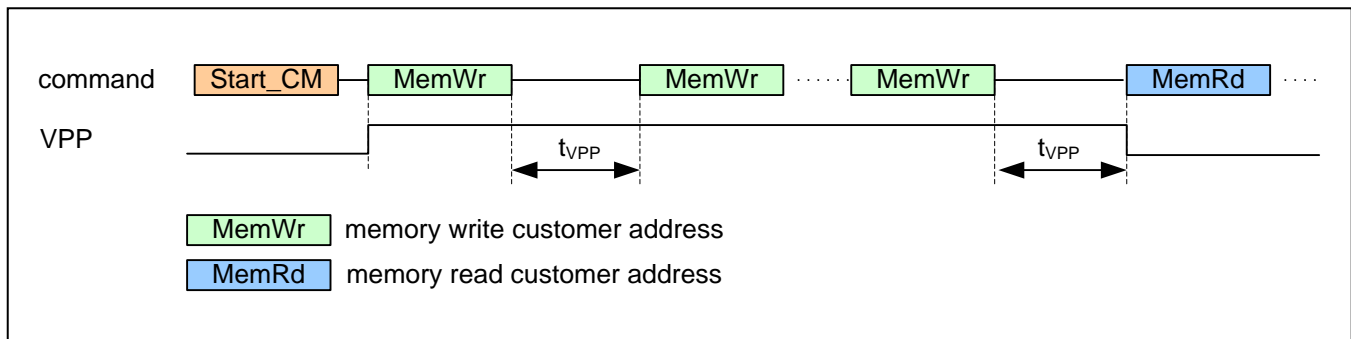 command Start_CM MemWr MemWr ...... MemWr MemRd ....
VPP
tVPP tVPP
MemWr memory write customer address
MemRd memory read customer address